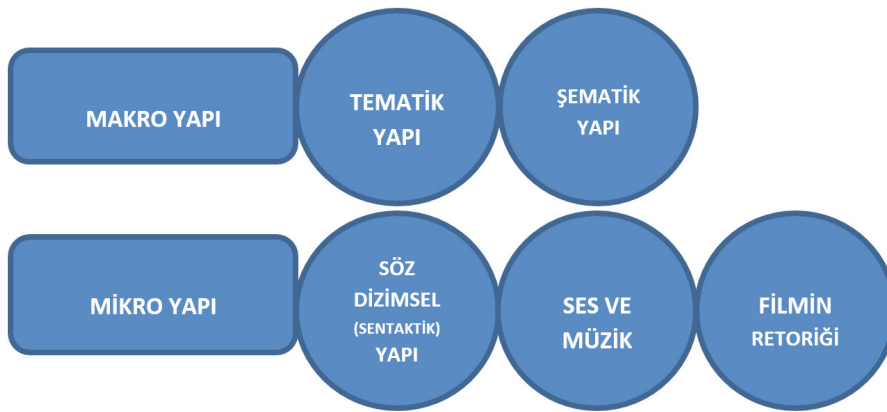 MAKRO YAPI
TEMATİK
YAPI
ŞEMATİK
YAPI
MİKRO YAPI
SÖZ
DİZİMSEL
(SENTAKTİK)
YAPI
SES VE
MÜZİK
FİLMİN
RETORİĞİ